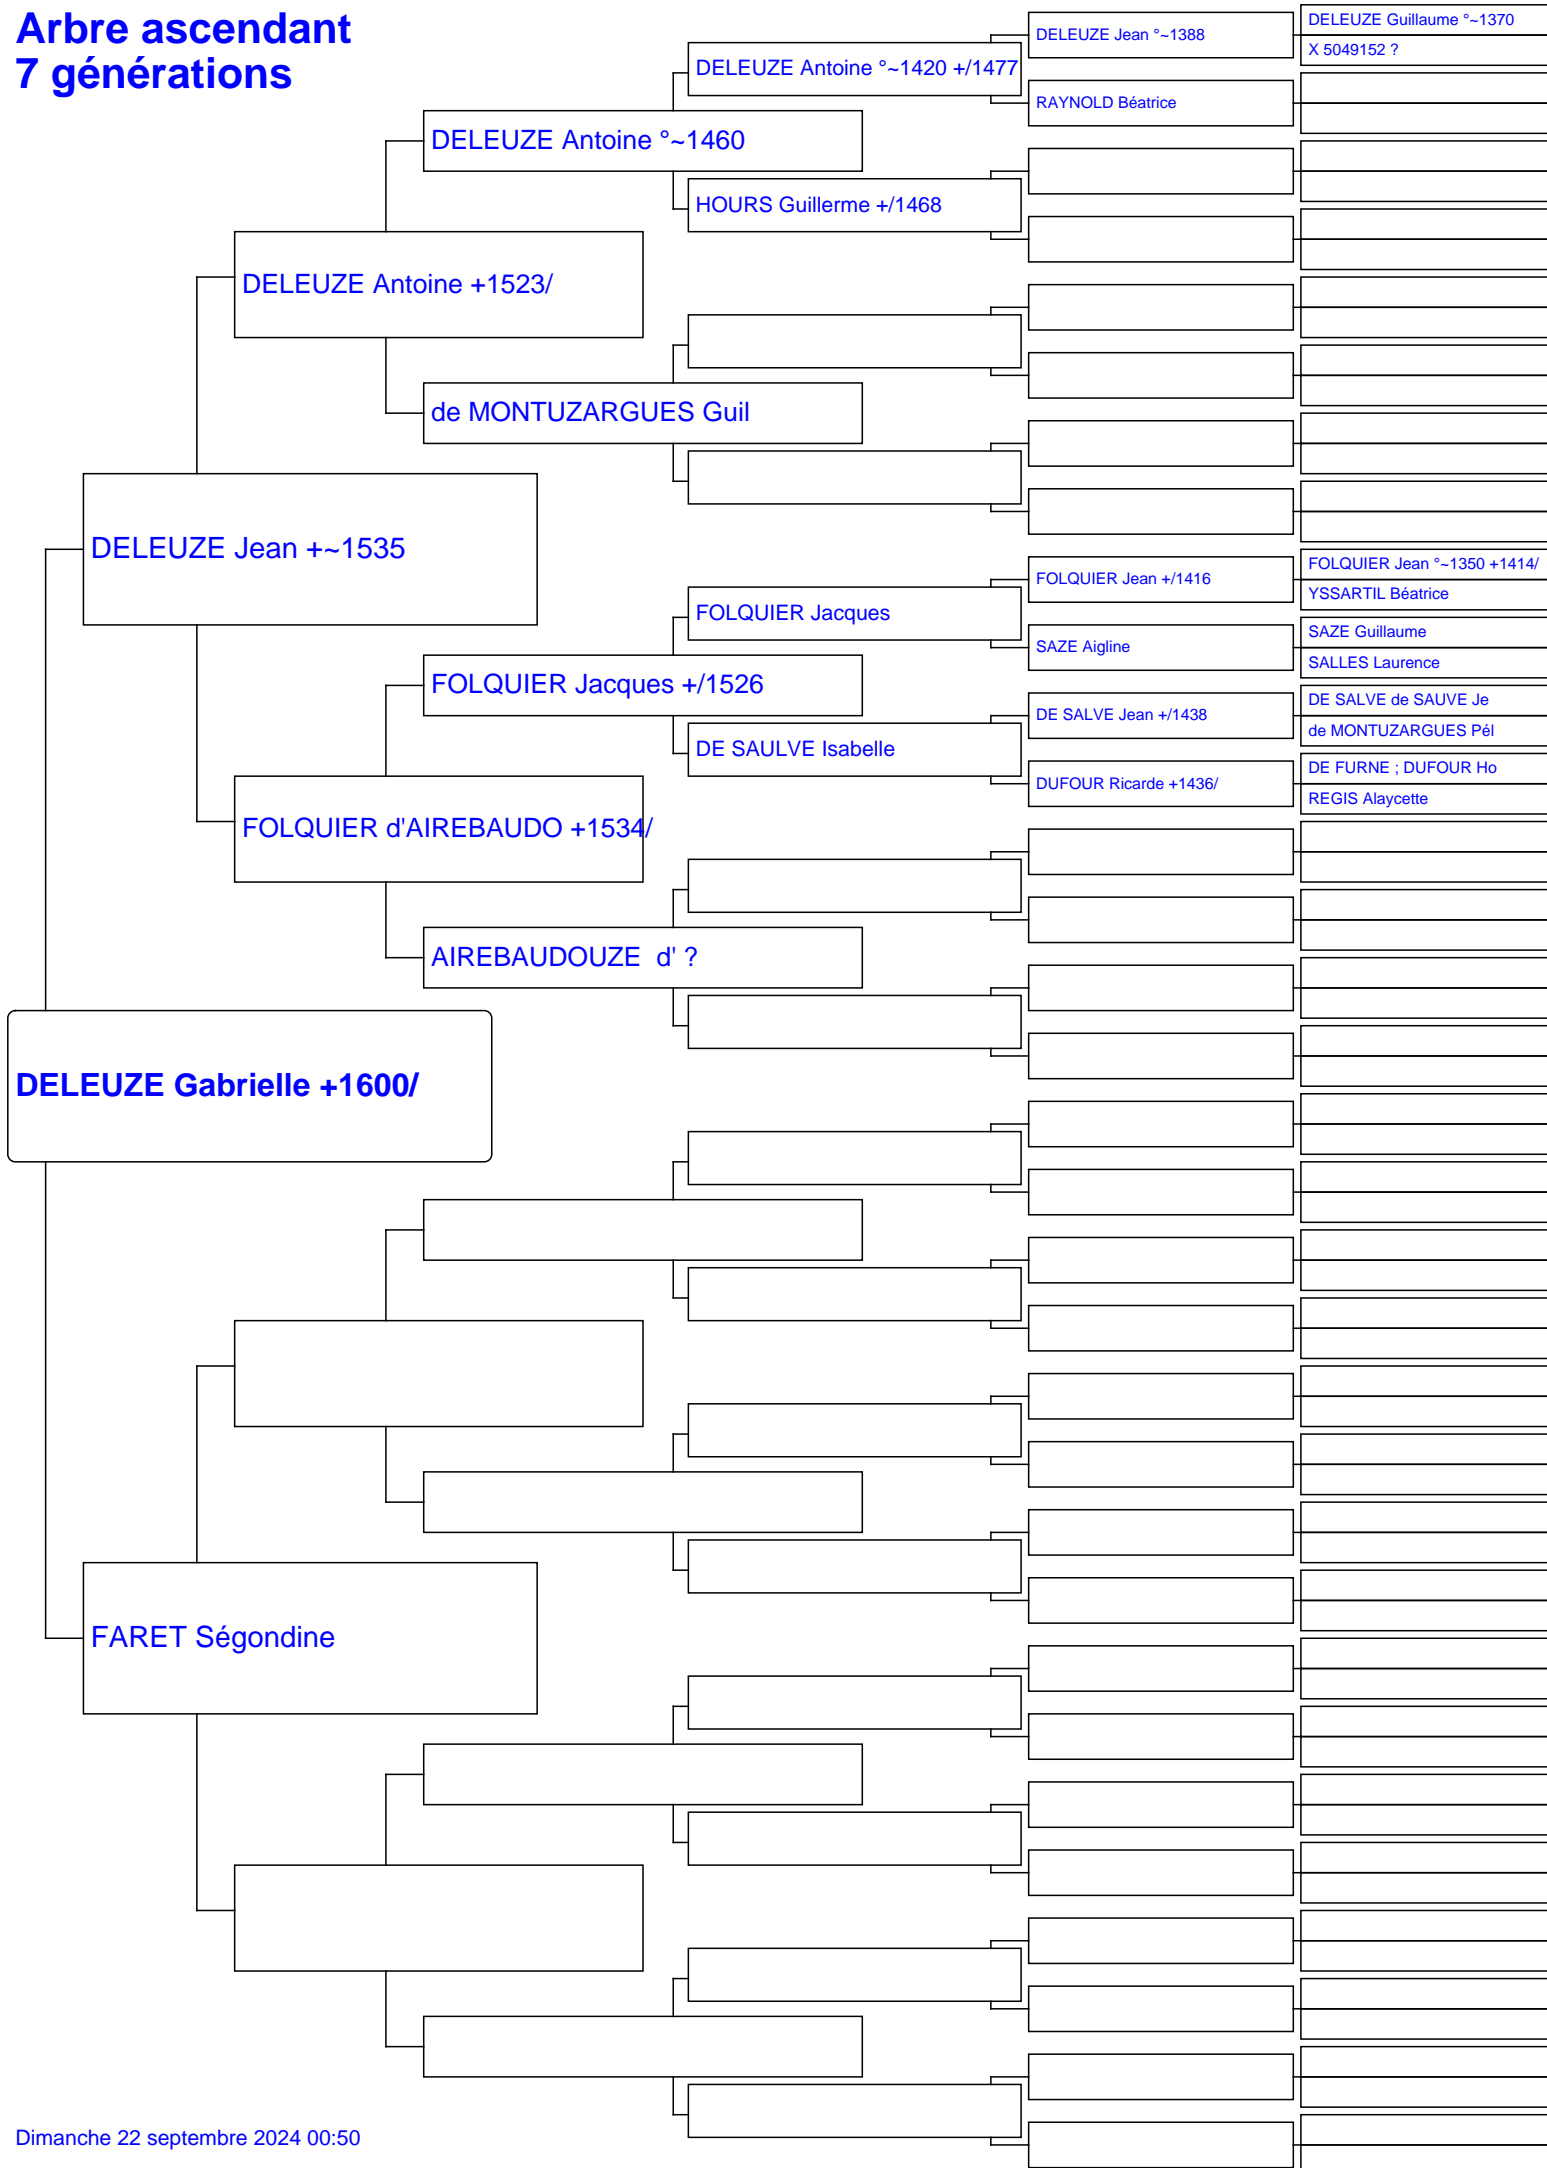 Arbre ascendant
7 générations
DELEUZE Guillaume °~1370
DELEUZE Jean °~1388
X 5049152 ?
DELEUZE Antoine °~1420 +/1477
RAYNOLD Béatrice
DELEUZE Antoine °~1460
HOURS Guillerme +/1468
DELEUZE Antoine +1523/
de MONTUZARGUES Guil
DELEUZE Jean +~1535
FOLQUIER Jean °~1350 +1414/
FOLQUIER Jean +/1416
YSSARTIL Béatrice
FOLQUIER Jacques
SAZE Guillaume
SAZE Aigline
SALLES Laurence
FOLQUIER Jacques +/1526
DE SALVE de SAUVE Je
DE SALVE Jean +/1438
de MONTUZARGUES Pél
DE SAULVE Isabelle
DE FURNE ; DUFOUR Ho
DUFOUR Ricarde +1436/
REGIS Alaycette
FOLQUIER d'AIREBAUDO +1534/
AIREBAUDOUZE  d' ?
DELEUZE Gabrielle +1600/
FARET Ségondine
Dimanche 22 septembre 2024 00:50